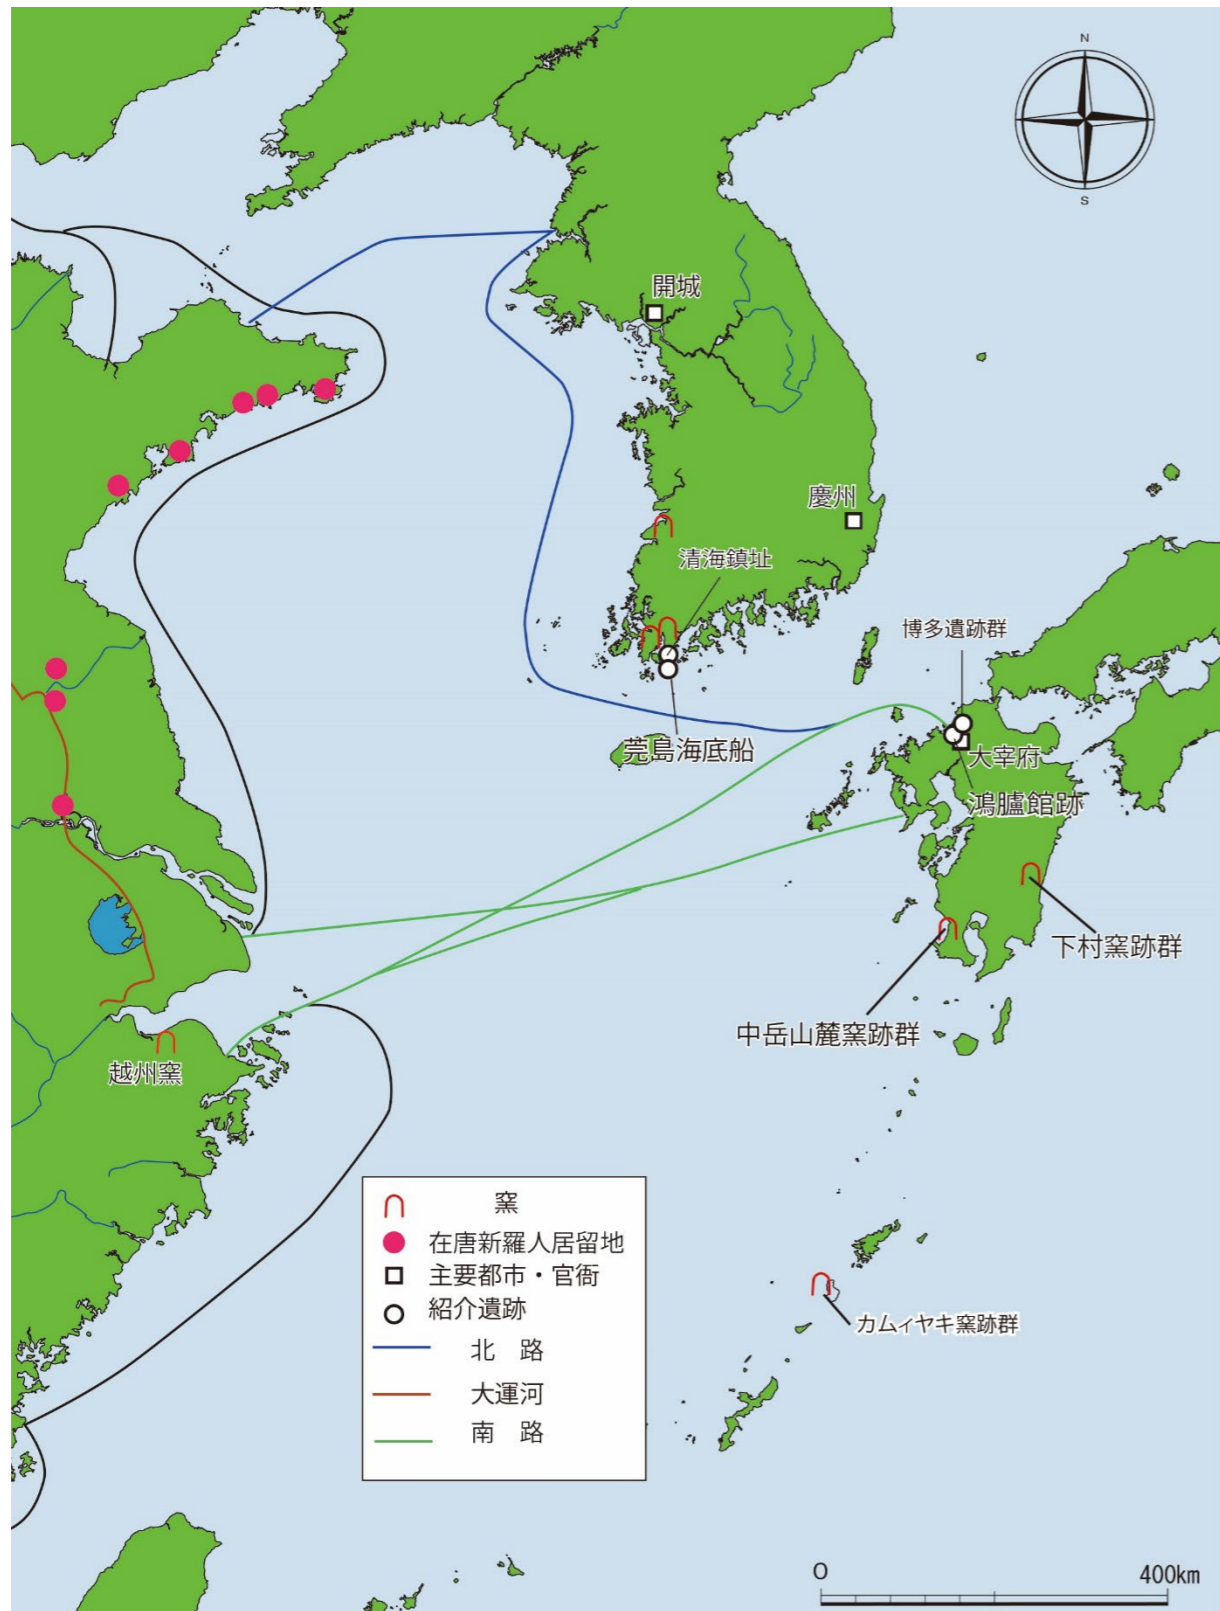 N
S
開城
慶州
清海鎮址
博多遺跡群
莞島海底船
大宰府
鴻臚館跡
下村窯跡群
中岳山麓窯跡群
越州窯
窯
在唐新羅人居留地
主要都市・官衙
紹介遺跡
北 路
大運河
南 路
カムィヤキ窯跡群
0
400km